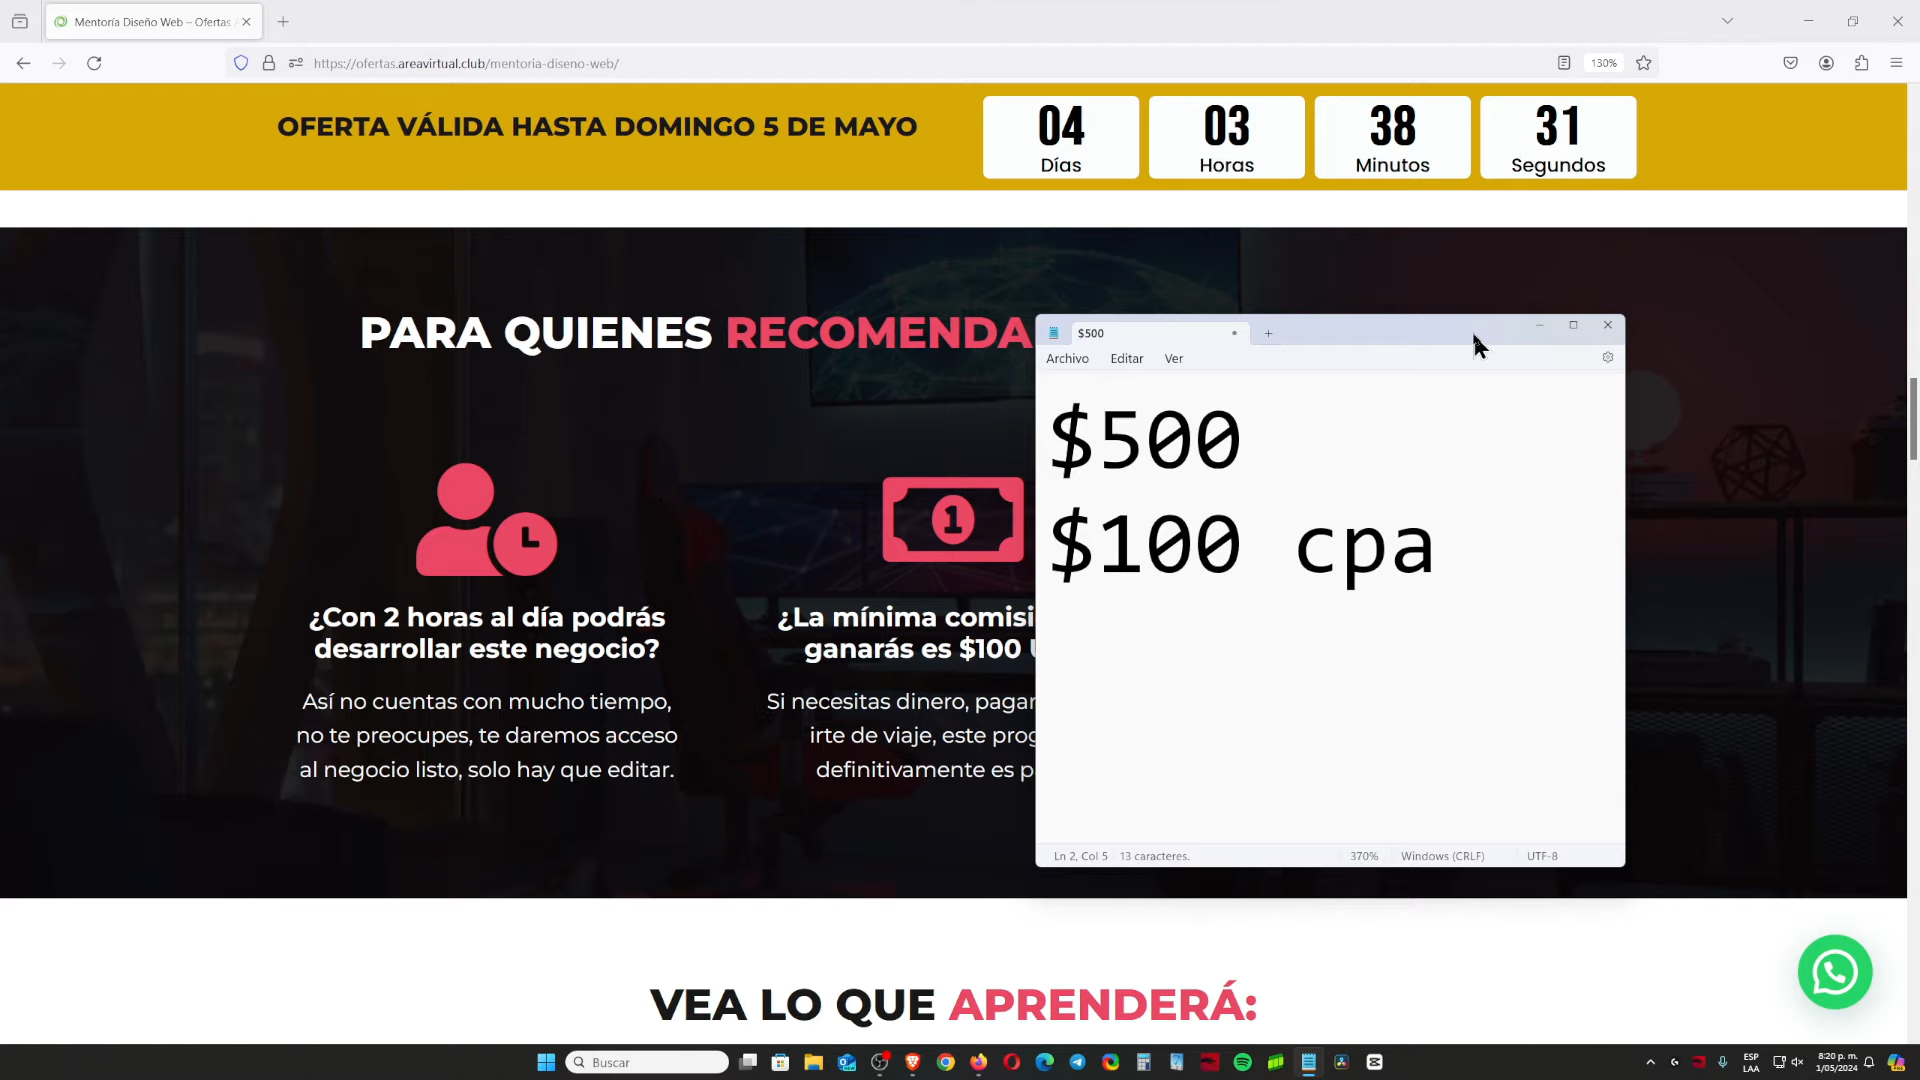 Mentoría Diseño Web – Ofertas
https://ofertas.areavirtual.club/mentoria-diseno-web/
130%
OFERTA VÁLIDA HASTA DOMINGO 5 DE MAYO
04
Días
03
Horas
38
Minutos
31
Segundos
PARA QUIENES RECOMENDA
¿Con 2 horas al día podrás
desarrollar este negocio?
Así no cuentas con mucho tiempo,
no te preocupes, te daremos acceso
al negocio listo, solo hay que editar.
1
¿La mínima comisi
ganarás es $100
Si necesitas dinero, pagar
irte de viaje, este prog
definitivamente es p
$500
Archivo Editar Ver
$500
$100 cpa
Ln 2, Col 5 13 caracteres. 370% Windows (CRLF) UTF-8
VEA LO QUE APRENDERÁ:
Buscar
ESP
LAA
8:20 p. m.
1/05/2024